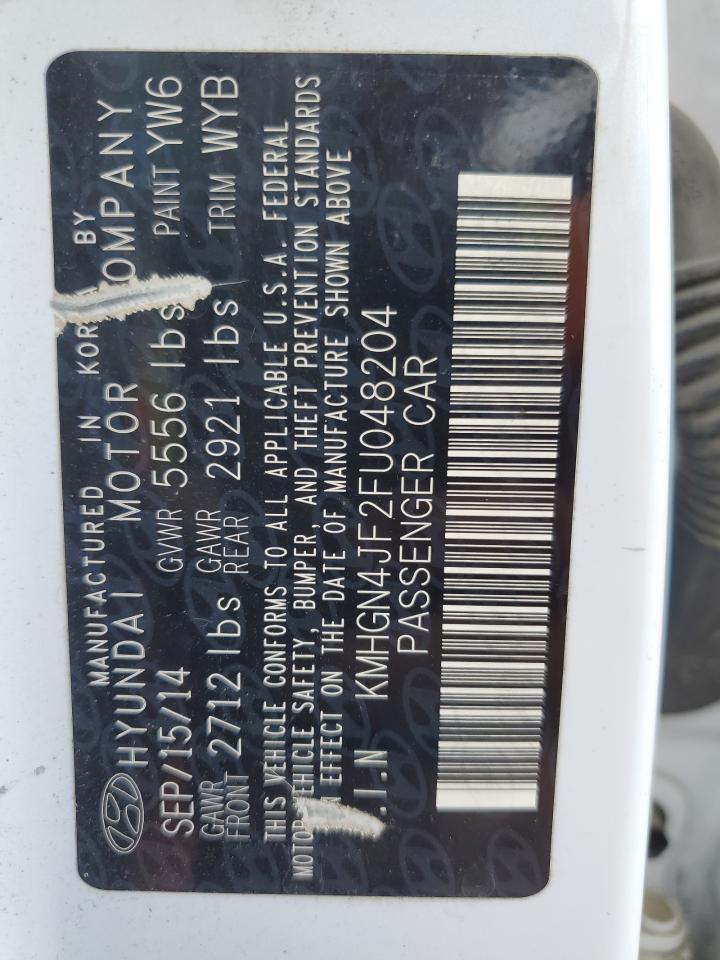 MANUFACTURED IN KOR BY
HYUNDAI MOTOR OMPANY
SEP/15/14 GVWR 5556 lbs PAINT YW6
GAWR FRONT 2712 lbs GAWR REAR 2921 lbs TRIM WYB
THIS VEHICLE CONFORMS TO ALL APPLICABLE U.S.A. FEDERAL
MOTOR VEHICLE SAFETY, BUMPER, AND THEFT PREVENTION STANDARDS
EFFECT ON THE DATE OF MANUFACTURE SHOWN ABOVE
.I.N KMHGN4JF2FU048204
PASSENGER CAR